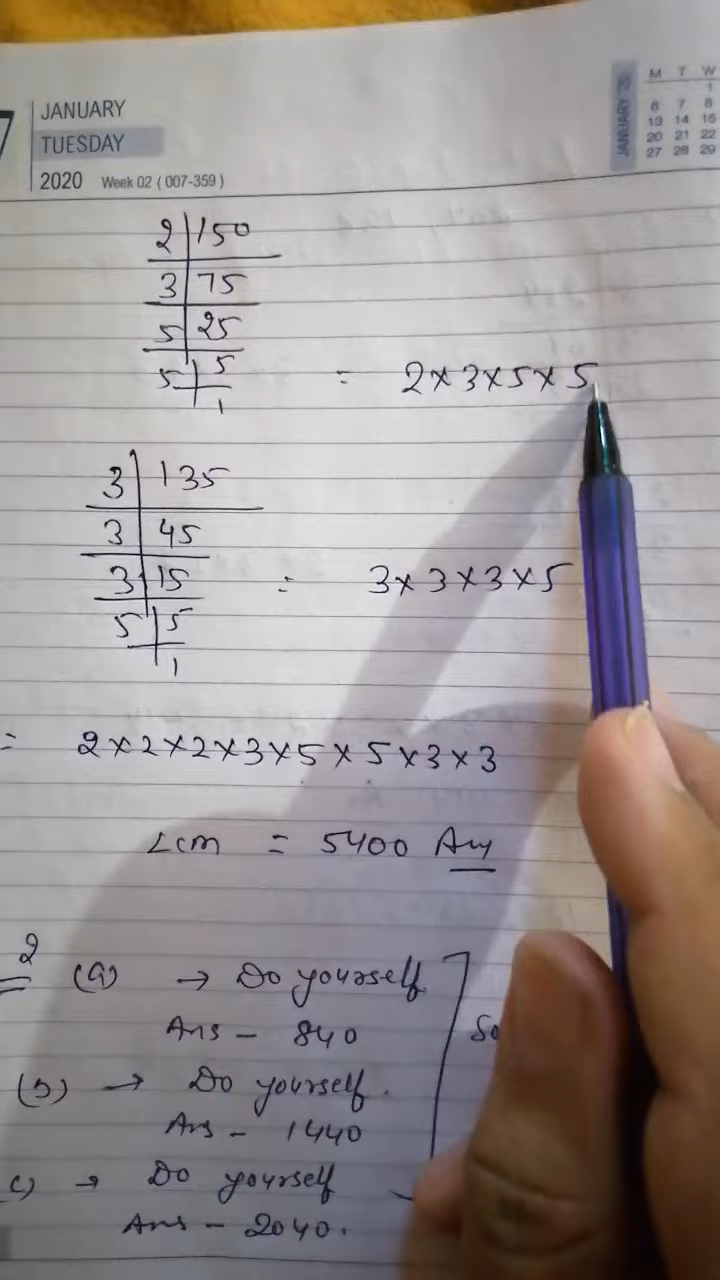 7
JANUARY
TUESDAY
2020 Week 02 (007-359)
JANUARY '20
M T W
1
6 7 8
13 14 15
20 21 22
27 28 29
2 150
3 75
5 25
5 5
1
= 2×3×5×5
3 135
3 45
3 15
5 5
1
= 3×3×3×5
= 2×2×2×3×5×5×3×3
Lcm = 5400 Ans
2 (a) → Do yourself
Ans – 840
(b) → Do yourself.
Ans – 1440
c) → Do yourself
Ans – 2040.